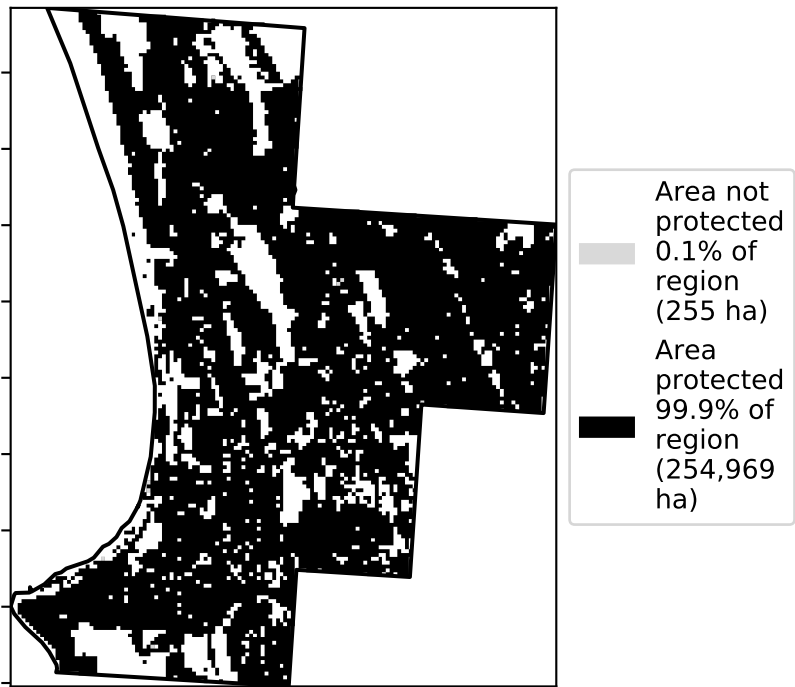 Area not
protected
0.1% of
region
(255 ha)
Area
protected
99.9% of
region
(254,969
ha)